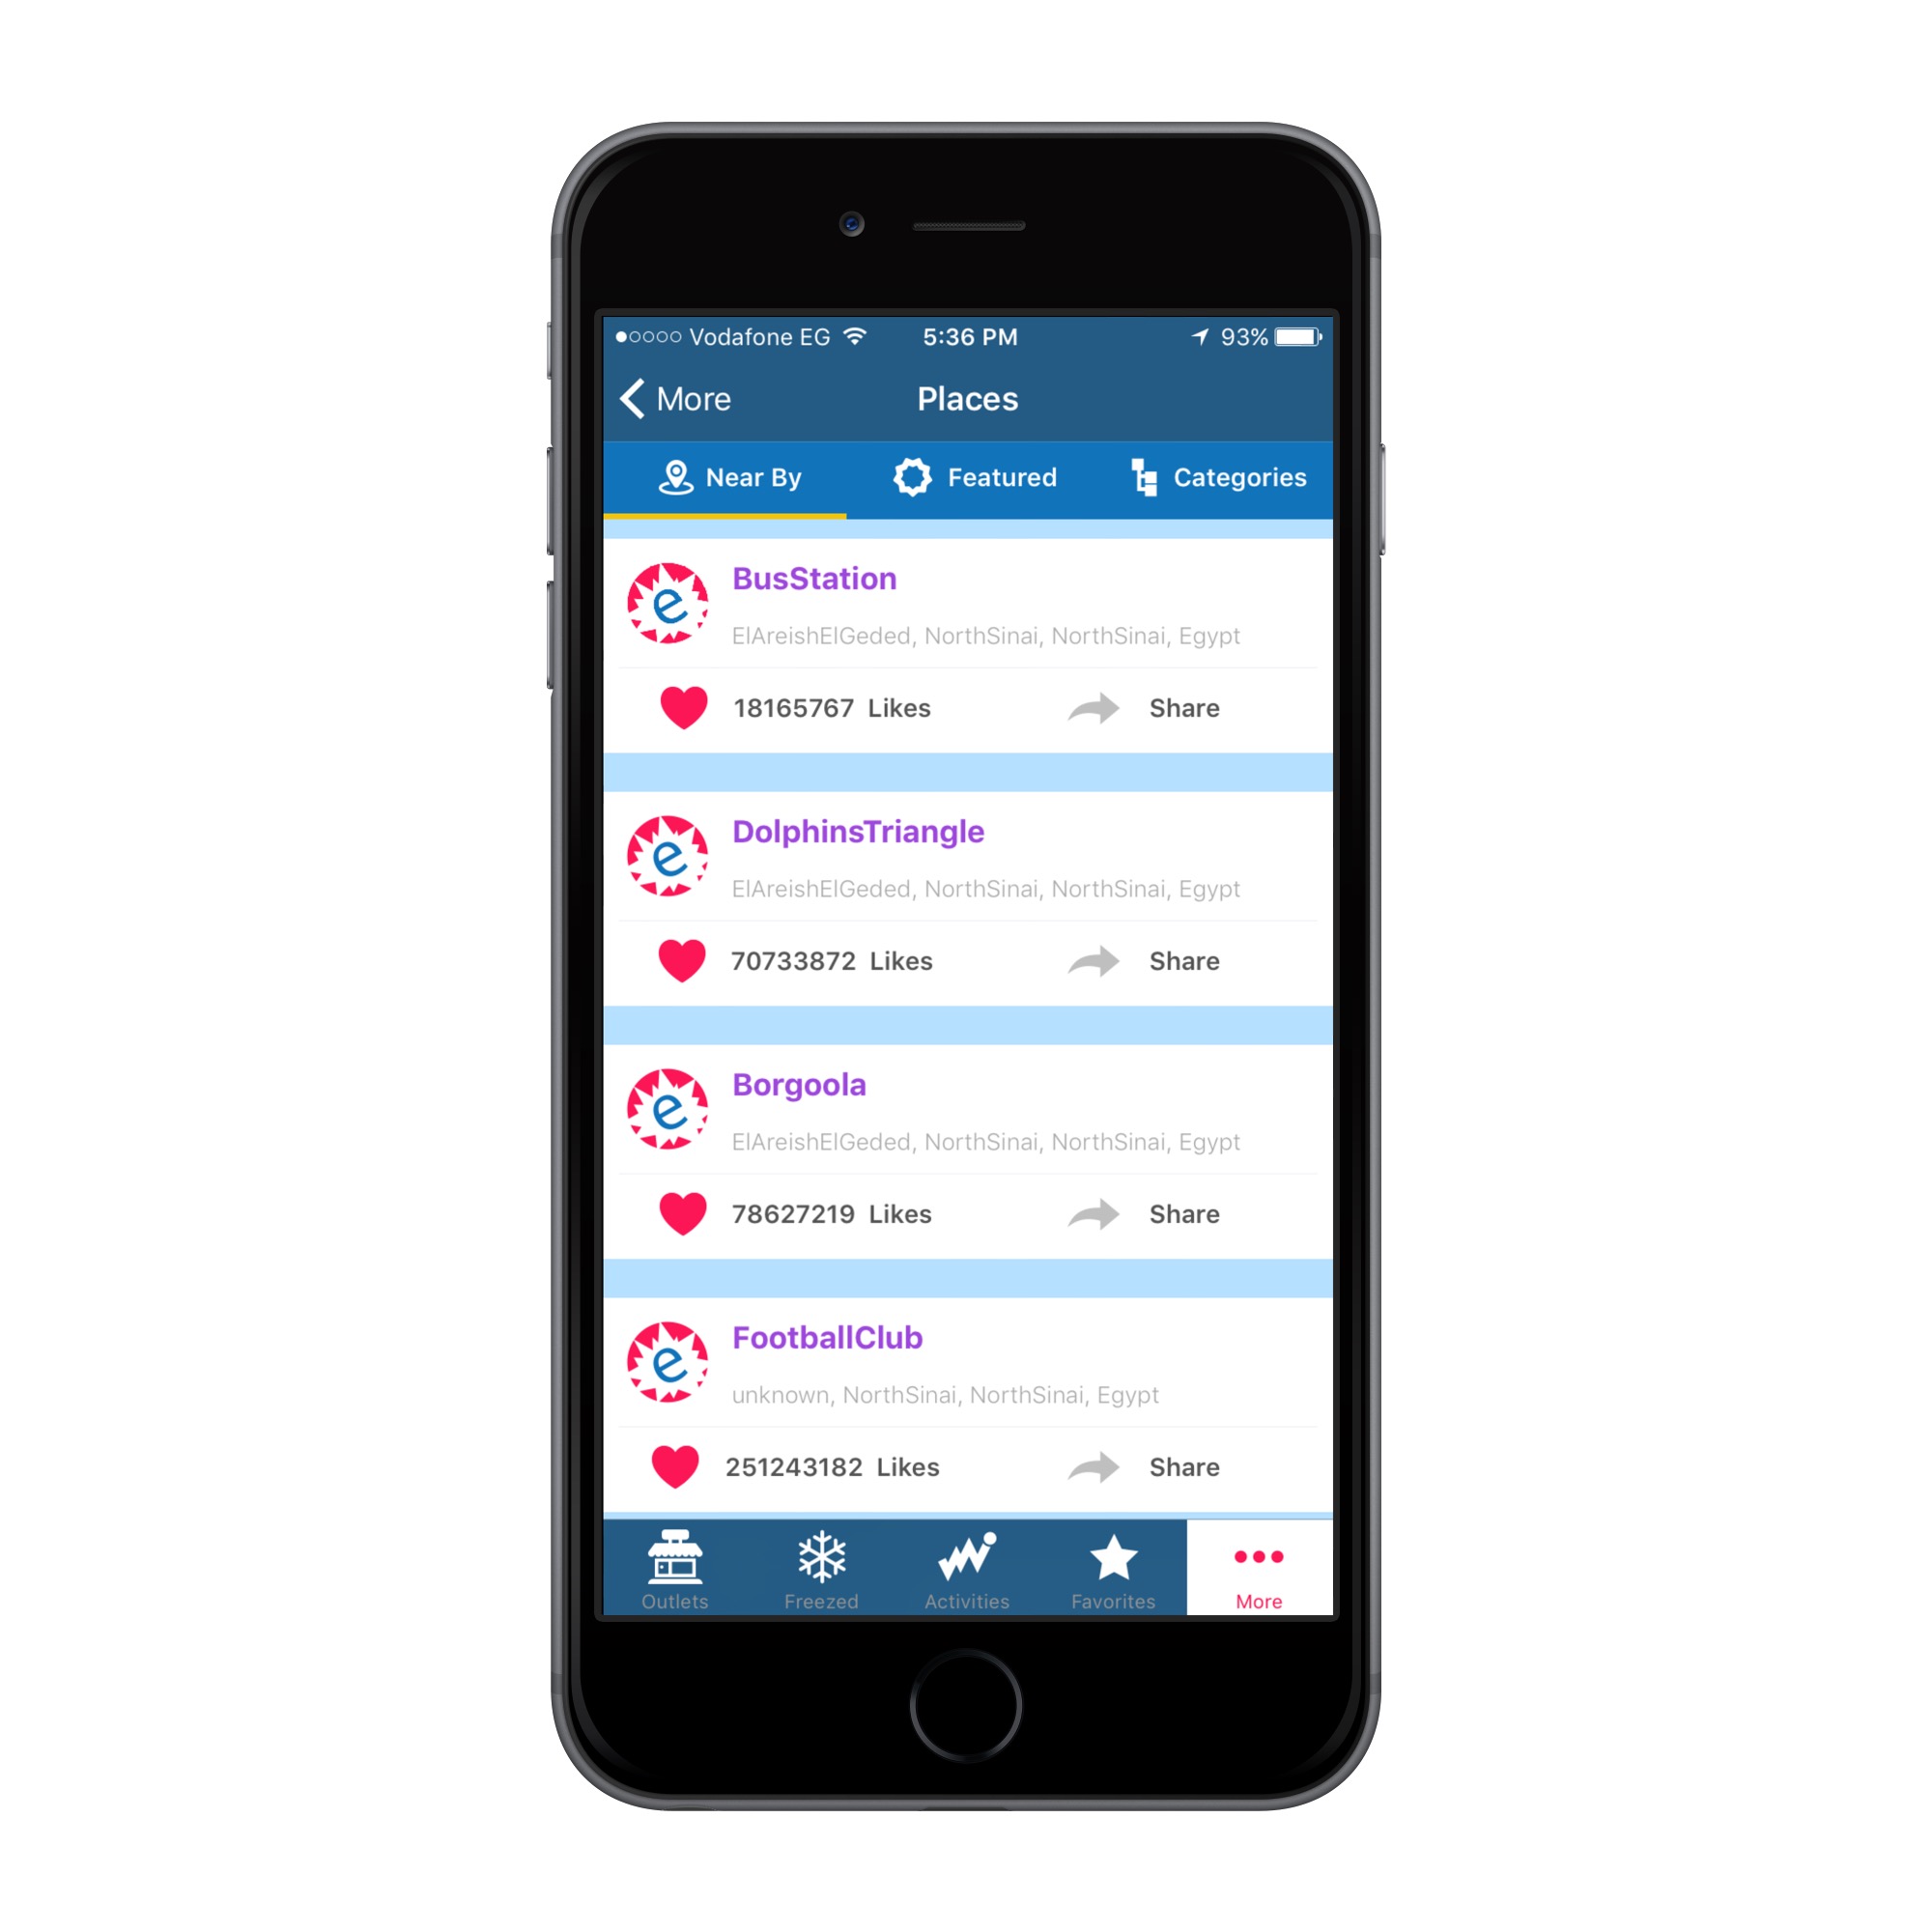 Vodafone EG 5:36 PM 93%
More Places
Near By Featured Categories
e BusStation
ElAreishElGeded, NorthSinai, NorthSinai, Egypt
18165767 Likes Share
e DolphinsTriangle
ElAreishElGeded, NorthSinai, NorthSinai, Egypt
70733872 Likes Share
e Borgoola
ElAreishElGeded, NorthSinai, NorthSinai, Egypt
78627219 Likes Share
e FootballClub
unknown, NorthSinai, NorthSinai, Egypt
251243182 Likes Share
Outlets Freezed Activities Favorites More